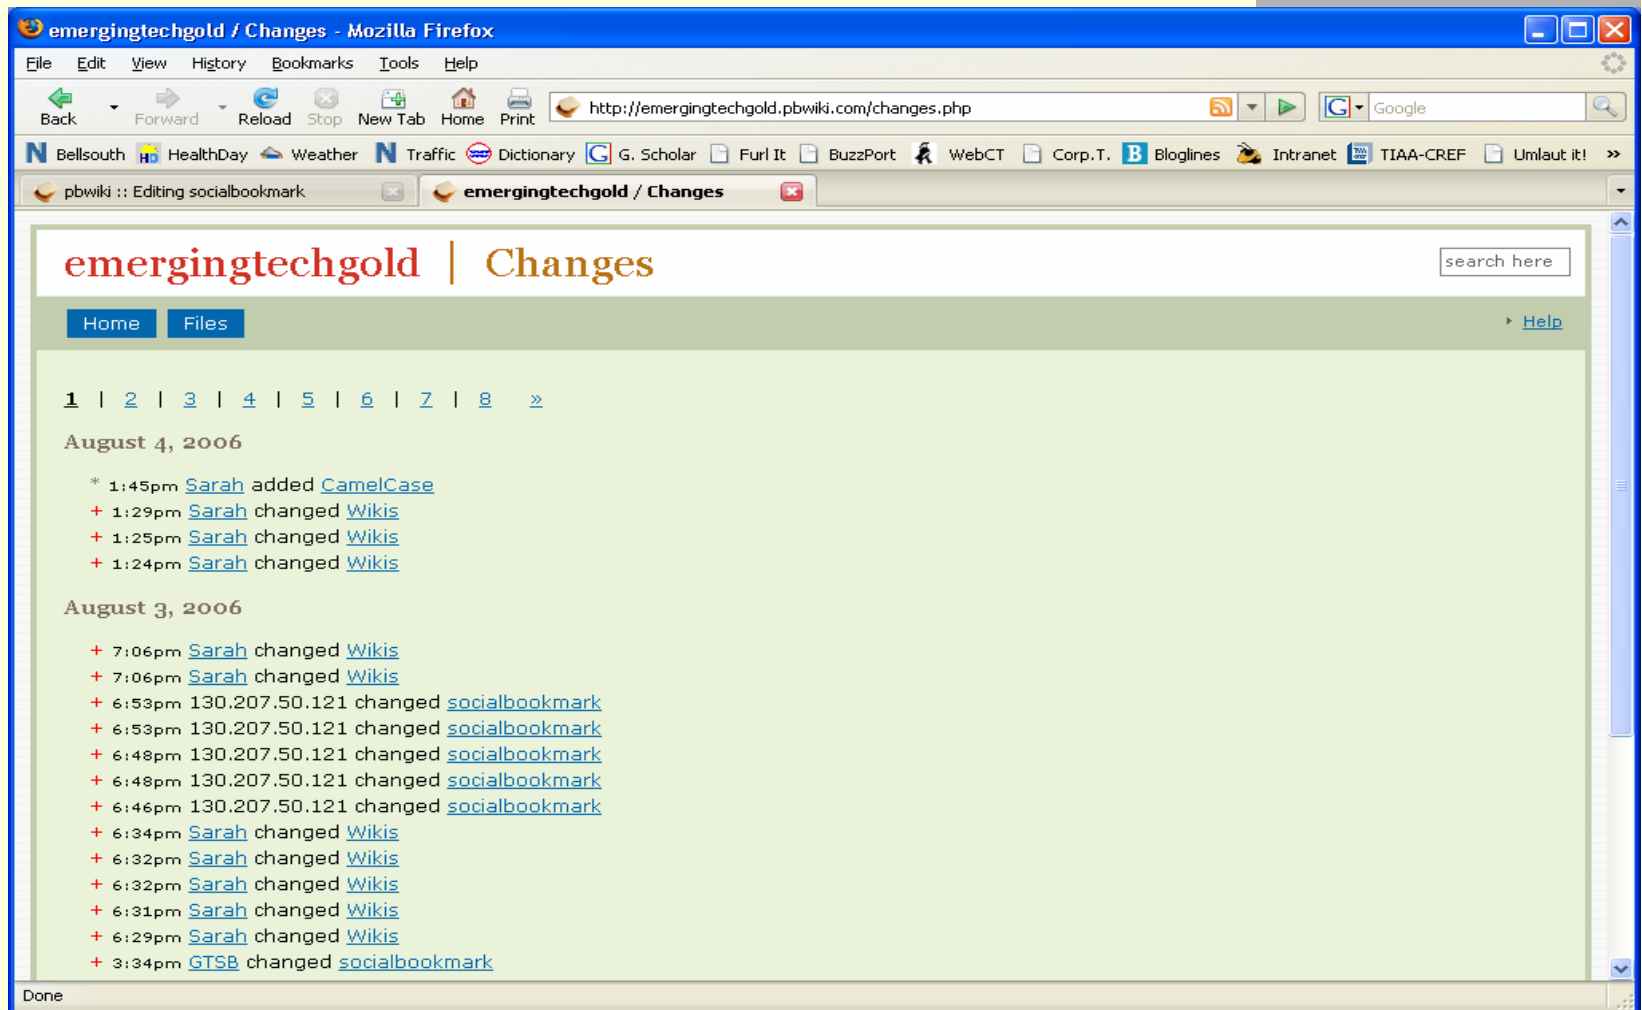 emergingtechgold / Changes - Mozilla Firefox
File Edit View History Bookmarks Tools Help
Back Forward Reload Stop New Tab Home Print http://emergingtechgold.pbwiki.com/changes.php G Google
N Bellsouth HD HealthDay Weather N Traffic Dictionary G G. Scholar Furl It BuzzPort WebCT Corp.T. B Bloglines Intranet TIAA-CREF Umlaut it! »
pbwiki :: Editing socialbookmark emergingtechgold / Changes
emergingtechgold | Changes search here
Home Files Help
1 | 2 | 3 | 4 | 5 | 6 | 7 | 8 »
August 4, 2006
* 1:45pm Sarah added CamelCase
+ 1:29pm Sarah changed Wikis
+ 1:25pm Sarah changed Wikis
+ 1:24pm Sarah changed Wikis
August 3, 2006
+ 7:06pm Sarah changed Wikis
+ 7:06pm Sarah changed Wikis
+ 6:53pm 130.207.50.121 changed socialbookmark
+ 6:53pm 130.207.50.121 changed socialbookmark
+ 6:48pm 130.207.50.121 changed socialbookmark
+ 6:48pm 130.207.50.121 changed socialbookmark
+ 6:46pm 130.207.50.121 changed socialbookmark
+ 6:34pm Sarah changed Wikis
+ 6:32pm Sarah changed Wikis
+ 6:32pm Sarah changed Wikis
+ 6:31pm Sarah changed Wikis
+ 6:29pm Sarah changed Wikis
+ 3:34pm GTSB changed socialbookmark
Done